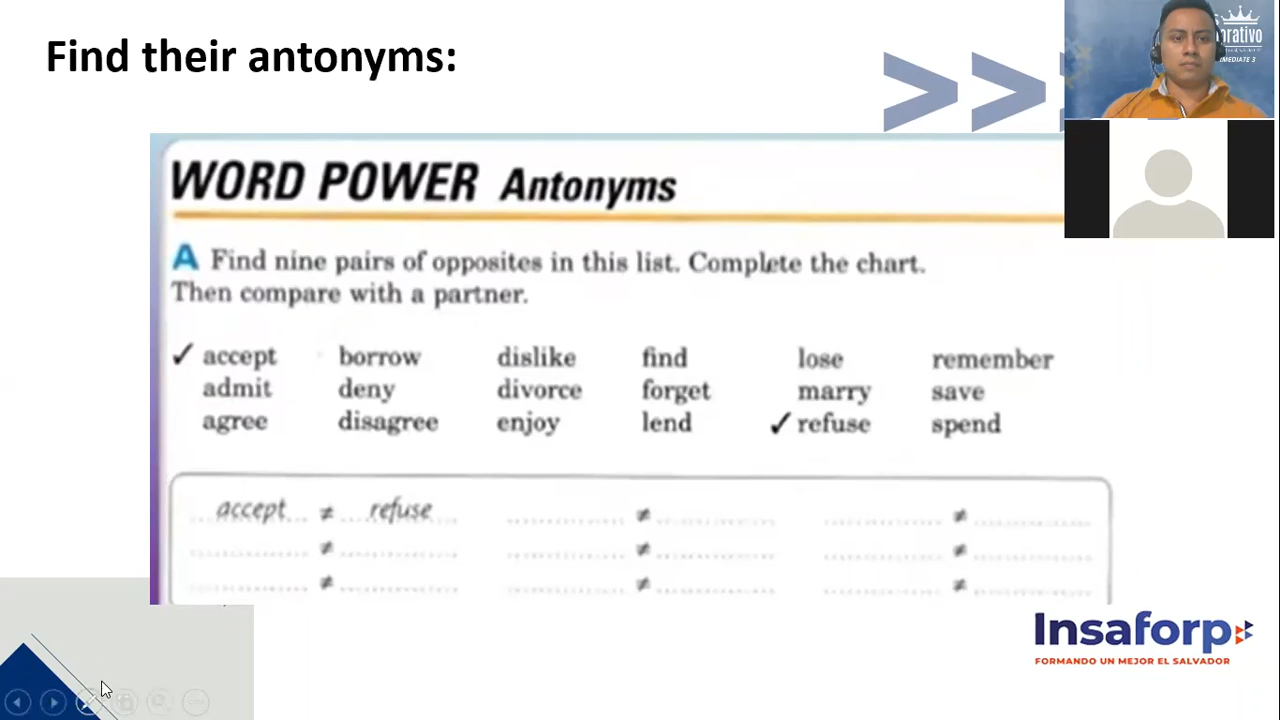 Find their antonyms:
>>>
WORD POWER Antonyms
A Find nine pairs of opposites in this list. Complete the chart.
Then compare with a partner.
✓ accept borrow dislike find lose remember
admit deny divorce forget marry save
agree disagree enjoy lend ✓ refuse spend
accept ≠ refuse ≠ ≠
≠ ≠ ≠
≠ ≠ ≠
Insaforp
FORMANDO UN MEJOR EL SALVADOR